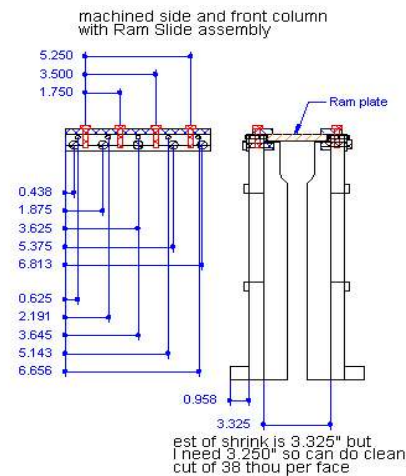 machined side and front column
with Ram Slide assembly
5.250
3.500
1.750
Ram plate
0.438
1.875
3.625
5.375
6.813
0.625
2.191
3.645
5.143
6.656
0.958
3.325
est of shrink is 3.325" but
I need 3.250" so can do clean
cut of 38 thou per face